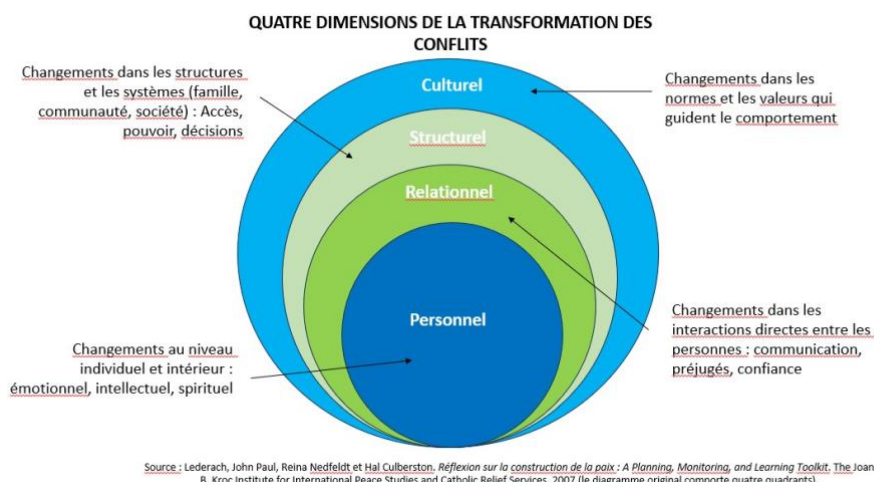 QUATRE DIMENSIONS DE LA TRANSFORMATION DES
CONFLITS
Changements dans les structures
et les systèmes (famille,
communauté, société) : Accès,
pouvoir, décisions
Culturel
Changements dans les
normes et les valeurs qui
guident le comportement
Structurel
Relationnel
Personnel
Changements au niveau
individuel et intérieur :
émotionnel, intellectuel, spirituel
Changements dans les
interactions directes entre les
personnes : communication,
préjugés, confiance
Source : Lederach, John Paul, Reina Nedfeldt et Hal Culberston. Réflexion sur la construction de la paix : A Planning, Monitoring, and Learning Toolkit. The Joan
B. Kroc Institute for International Peace Studies and Catholic Relief Services, 2007 (le diagramme original comporte quatre quadrants)